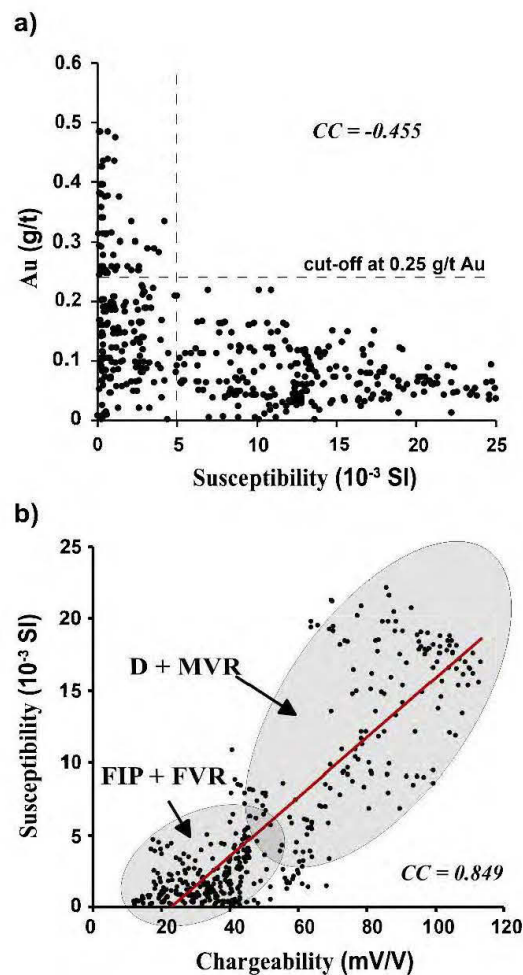 a)
0.6
0.5
0.4
0.3
0.2
0.1
0
Au (g/t)
CC = -0.455
cut-off at 0.25 g/t Au
0 5 10 15 20 25
Susceptibility (10⁻³ SI)
b)
25
20
15
10
5
0
Susceptibility (10⁻³ SI)
D + MVR
FIP + FVR
CC = 0.849
0 20 40 60 80 100 120
Chargeability (mV/V)